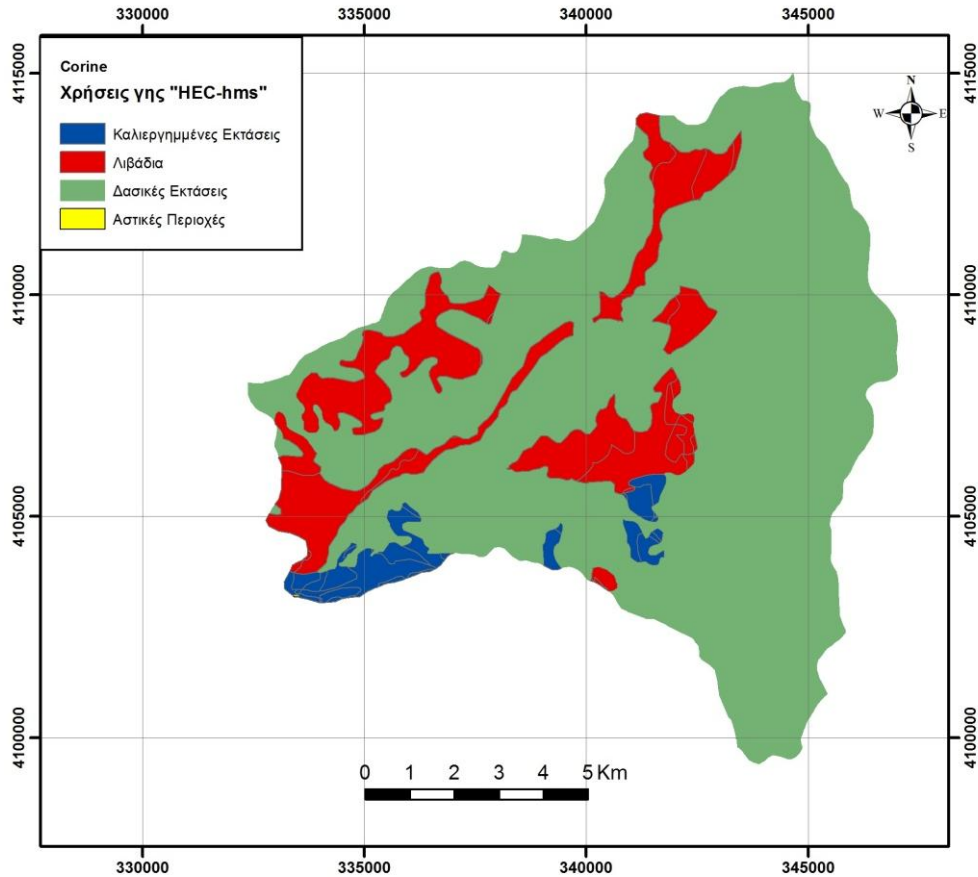 330000 335000 340000 345000
Corine
Χρήσεις γης "HEC-hms"
Καλιεργημμένες Εκτάσεις
Λιβάδια
Δασικές Εκτάσεις
Αστικές Περιοχές
N
W E
S
4115000 4115000
4110000 4110000
4105000 4105000
4100000 4100000
0 1 2 3 4 5 Km
330000 335000 340000 345000